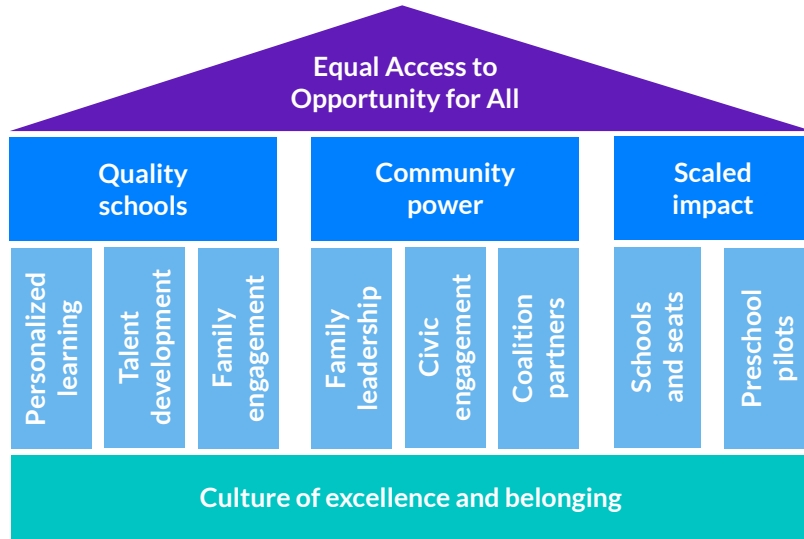 Equal Access to
Opportunity for All
Quality
schools
Community
power
Scaled
impact
Personalized
learning
Talent
development
Family
engagement
Family
leadership
Civic
engagement
Coalition
partners
Schools
and seats
Preschool
pilots
Culture of excellence and belonging